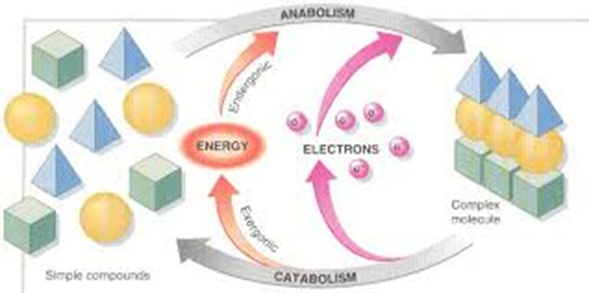 ANABOLISM
Endergonic
ENERGY
ELECTRONS
e⁻
e⁻
e⁻
e⁻
e⁻
Exergonic
Complex
molecule
Simple compounds
CATABOLISM